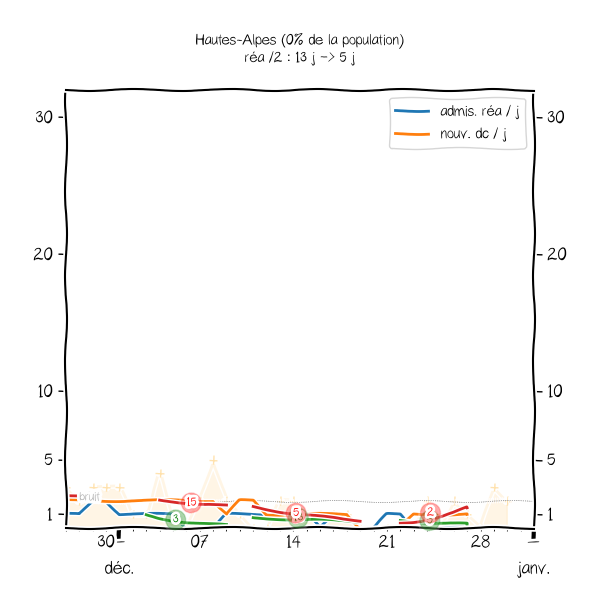 Hautes-Alpes (0% de la population)
réa /2 : 13 j -> 5 j
admis. réa / j
nouv. dc / j
30 30
20 20
10 10
5 5
bruit 15 3 5 2
1 1
30 07 14 21 28
déc. janv.